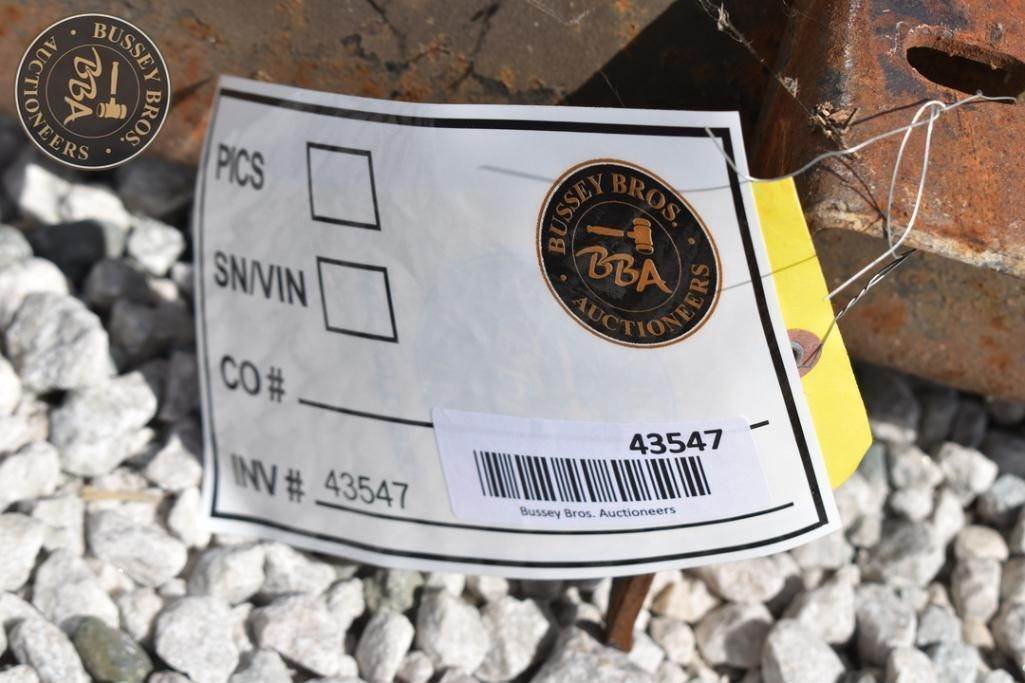 BUSSEY BROS.
BBA
AUCTIONEERS
PICS
SN/VIN
CO #
INV # 43547
BUSSEY BROS.
BBA
AUCTIONEERS
43547
Bussey Bros. Auctioneers